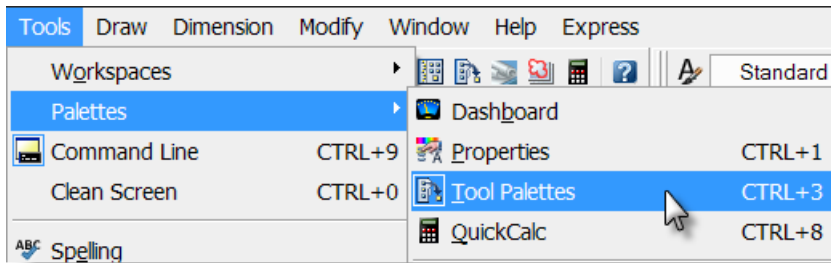 Tools Draw Dimension Modify Window Help Express
Workspaces
Standard
Palettes
Dashboard
Command Line CTRL+9
Properties CTRL+1
Clean Screen CTRL+0
Tool Palettes CTRL+3
QuickCalc CTRL+8
ABC Spelling